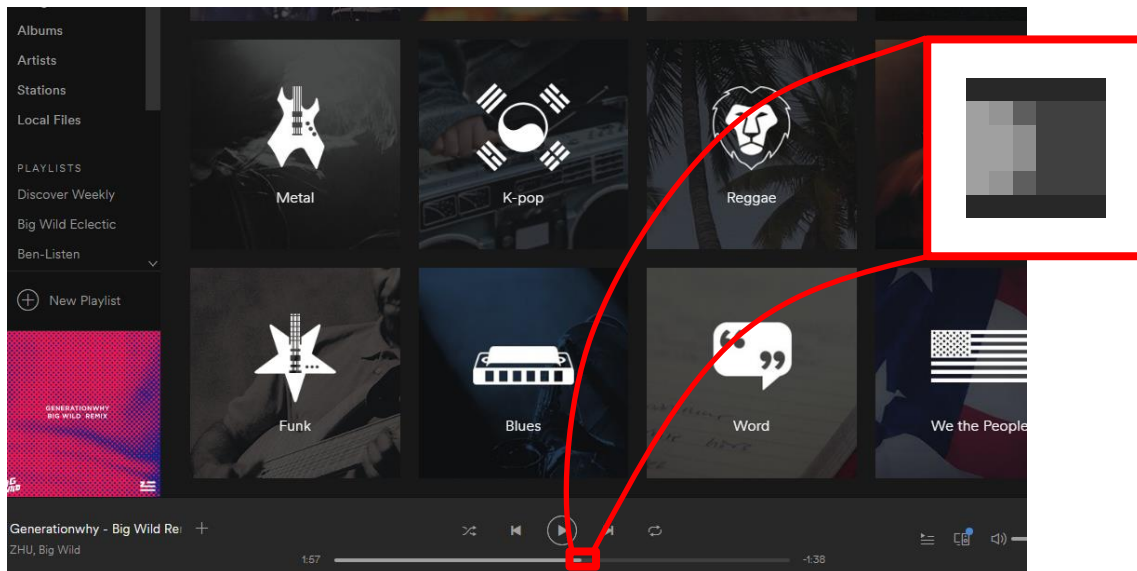 Albums
Artists
Stations
Local Files
PLAYLISTS
Discover Weekly
Big Wild Eclectic
Ben-Listen
New Playlist
Metal
K-pop
Reggae
Funk
Blues
Word
We the People
GENERATIONWHY
BIG WILD REMIX
Generationwhy - Big Wild Re
ZHU, Big Wild
1:57
-1:38